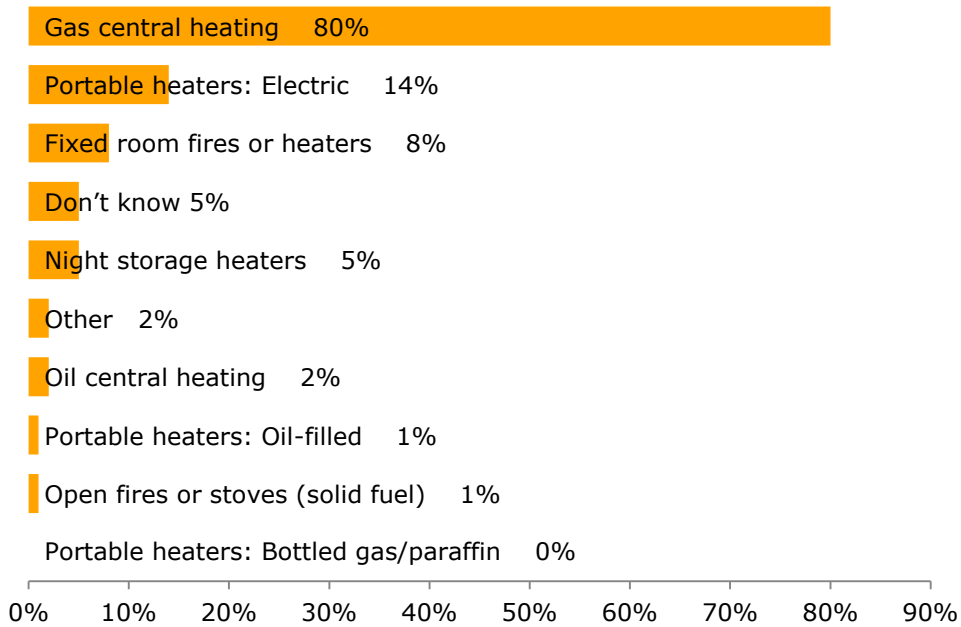 Gas central heating 80%
Portable heaters: Electric 14%
Fixed room fires or heaters 8%
Don’t know 5%
Night storage heaters 5%
Other 2%
Oil central heating 2%
Portable heaters: Oil-filled 1%
Open fires or stoves (solid fuel) 1%
Portable heaters: Bottled gas/paraffin 0%
0% 10% 20% 30% 40% 50% 60% 70% 80% 90%